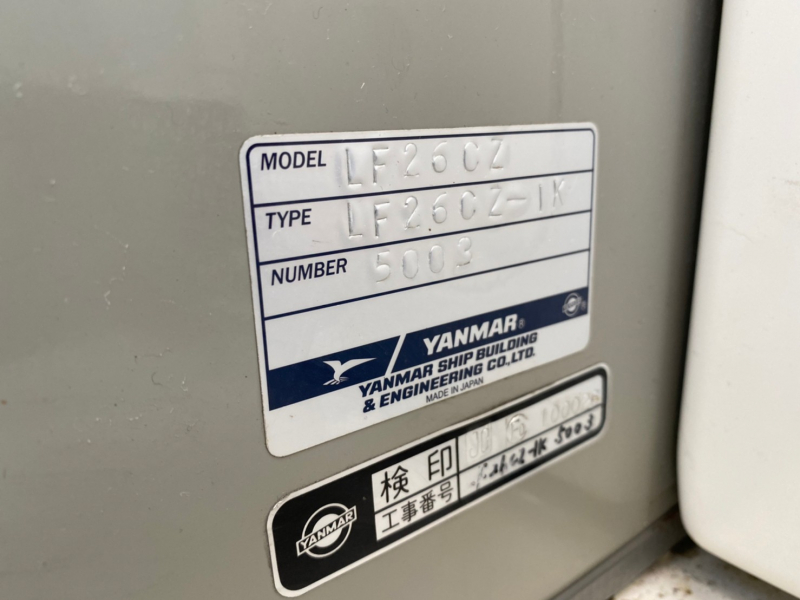 MODEL LF26CZ
TYPE LF26CZ-1K
NUMBER 5003
YANMAR®
YANMAR SHIP BUILDING
& ENGINEERING CO.,LTD.
MADE IN JAPAN
検印
工事番号 5003
YANMAR